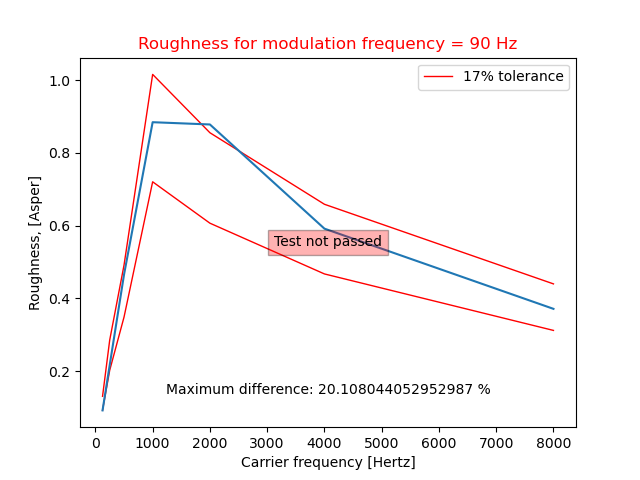 Roughness for modulation frequency = 90 Hz
17% tolerance
1.0
0.8
0.6
0.4
0.2
Roughness, [Asper]
Test not passed
Maximum difference: 20.108044052952987 %
0 1000 2000 3000 4000 5000 6000 7000 8000
Carrier frequency [Hertz]